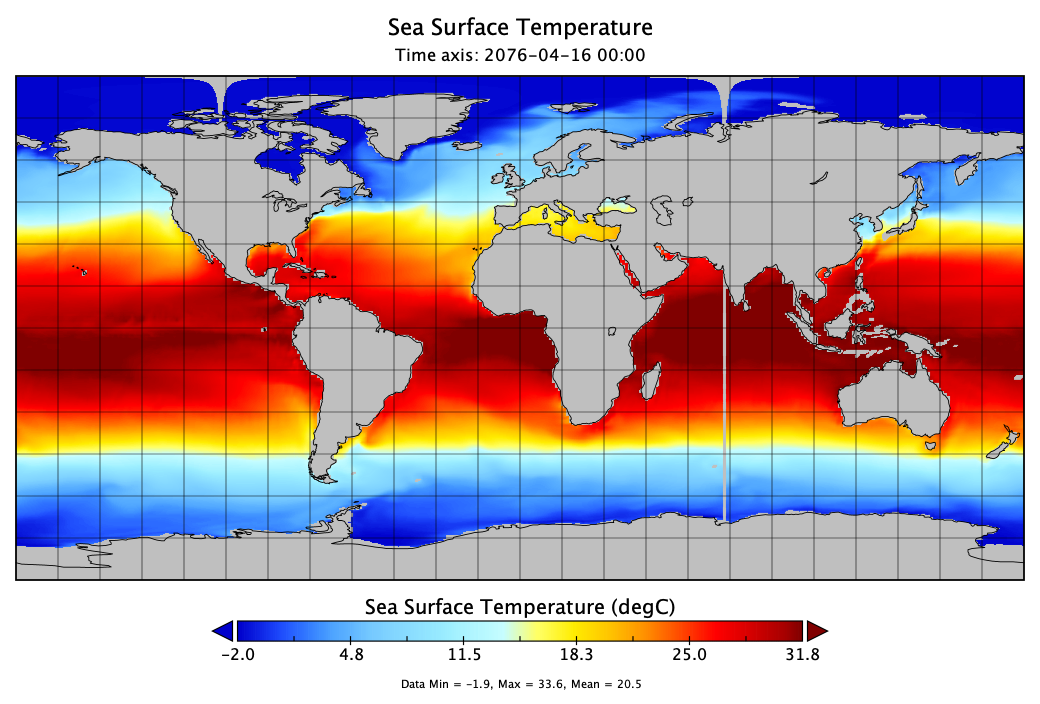 Sea Surface Temperature
Time axis: 2076-04-16 00:00
Sea Surface Temperature (degC)
−2.0 4.8 11.5 18.3 25.0 31.8
Data Min = −1.9, Max = 33.6, Mean = 20.5